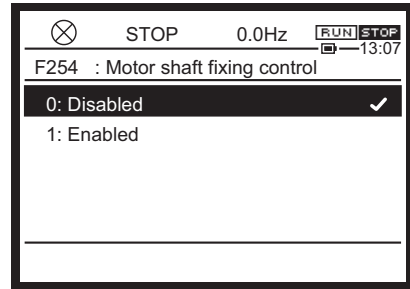 STOP 0.0Hz RUN STOP
13:07
F254 : Motor shaft fixing control
0: Disabled
1: Enabled